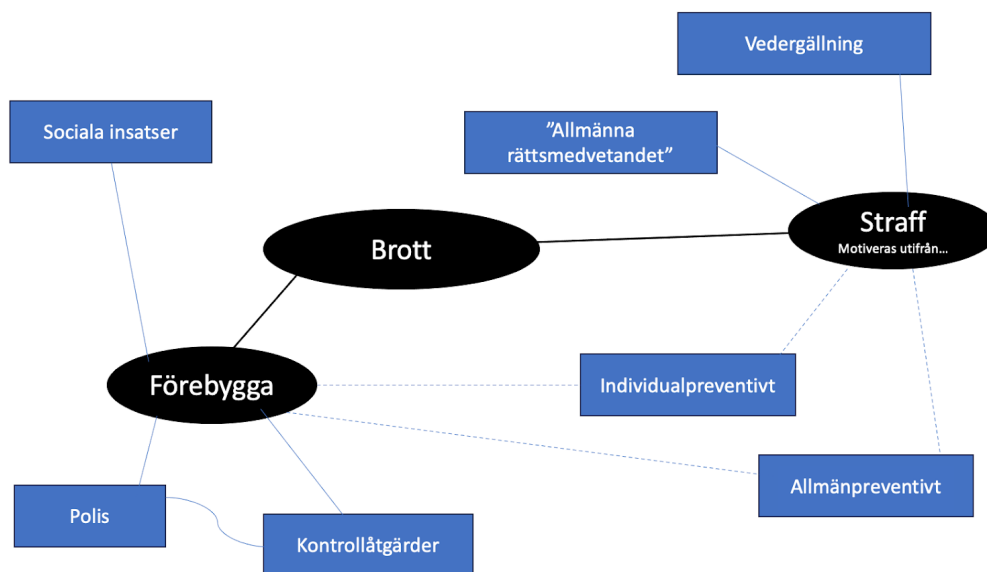 Vedergällning
Sociala insatser
”Allmänna
rättsmedvetandet”
Straff
Motiveras utifrån...
Brott
Förebygga
Individualpreventivt
Allmänpreventivt
Polis
Kontrollåtgärder